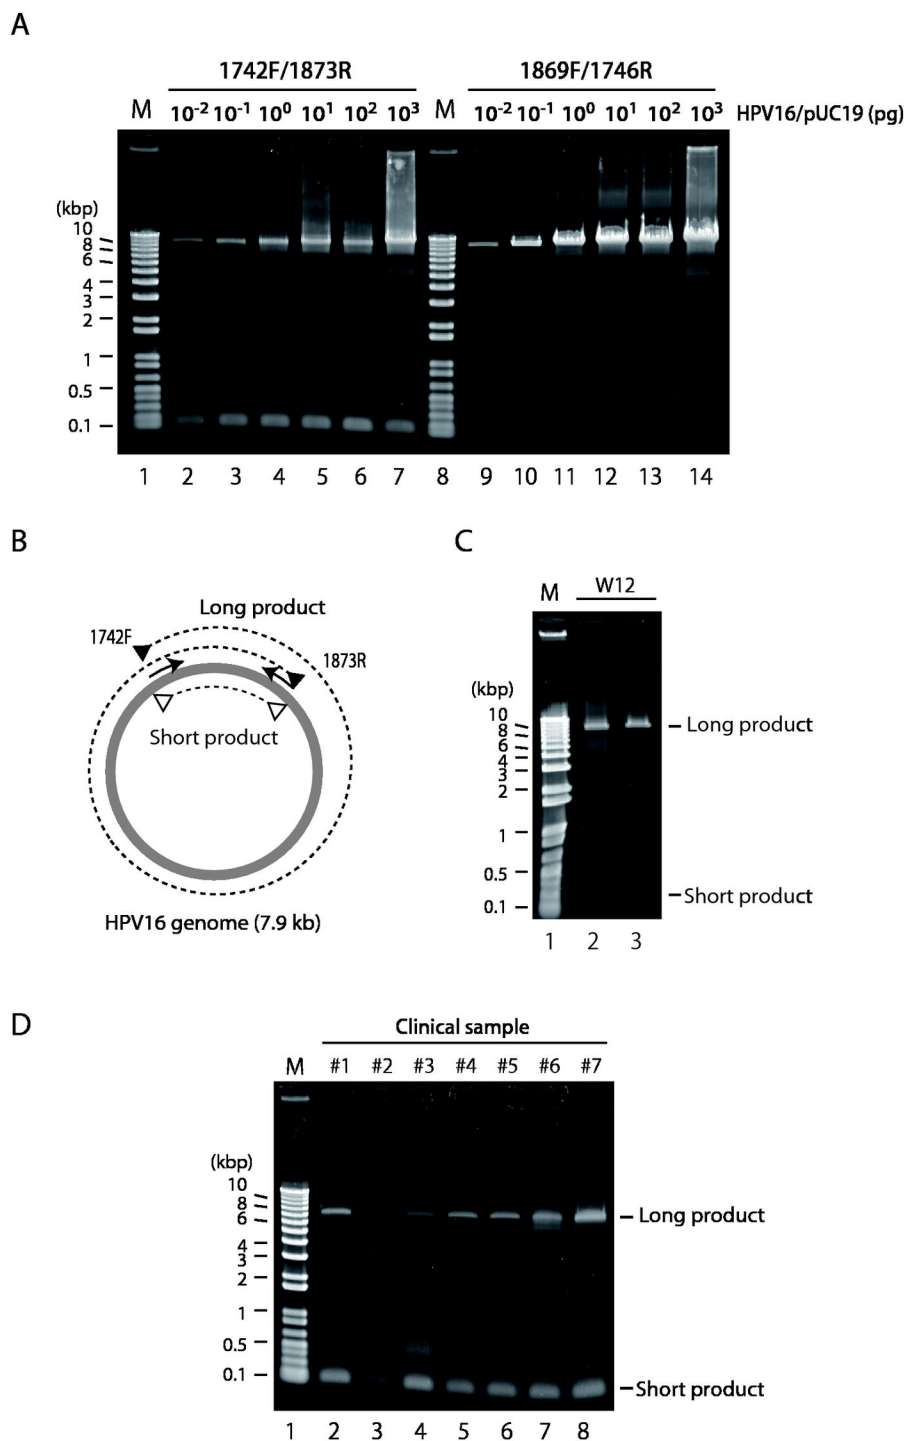 A
1742F/1873R 1869F/1746R
M 10-2 10-1 10⁰ 10¹ 10² 10³ M 10-2 10-1 10⁰ 10¹ 10² 10³ HPV16/pUC19 (pg)
(kbp)
10
8
6
4
3
2
1
0.5
0.1
1 2 3 4 5 6 7 8 9 10 11 12 13 14
B
Long product
1742F
1873R
Short product
HPV16 genome (7.9 kb)
C
W12
M
(kbp)
10
8
6
4
3
2
1
0.5
0.1
Long product
Short product
1 2 3
D
Clinical sample
M #1 #2 #3 #4 #5 #6 #7
(kbp)
10
8
6
4
3
2
1
0.5
0.1
Long product
Short product
1 2 3 4 5 6 7 8